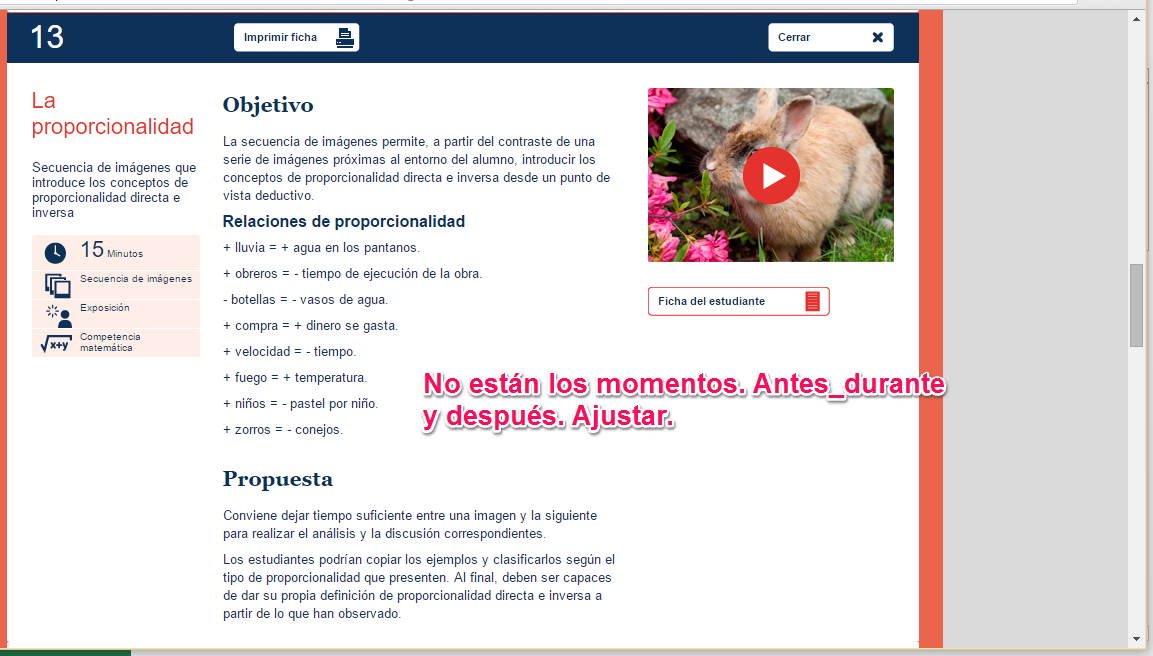 13
Imprimir ficha
Cerrar
La
proporcionalidad
Secuencia de imágenes que
introduce los conceptos de
proporcionalidad directa e
inversa
15 Minutos
Secuencia de imágenes
Exposición
√x+y Competencia
matemática
Objetivo
La secuencia de imágenes permite, a partir del contraste de una
serie de imágenes próximas al entorno del alumno, introducir los
conceptos de proporcionalidad directa e inversa desde un punto de
vista deductivo.
Relaciones de proporcionalidad
+ lluvia = + agua en los pantanos.
+ obreros = - tiempo de ejecución de la obra.
- botellas = - vasos de agua.
+ compra = + dinero se gasta.
+ velocidad = - tiempo.
+ fuego = + temperatura.
+ niños = - pastel por niño.
+ zorros = - conejos.
Propuesta
Conviene dejar tiempo suficiente entre una imagen y la siguiente
para realizar el análisis y la discusión correspondientes.
Los estudiantes podrían copiar los ejemplos y clasificarlos según el
tipo de proporcionalidad que presenten. Al final, deben ser capaces
de dar su propia definición de proporcionalidad directa e inversa a
partir de lo que han observado.
Ficha del estudiante
No están los momentos. Antes_durante
y después. Ajustar.